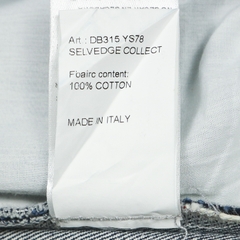 Art.: DB315 YS78
SELVEDGE COLLECT
Fbairc content:
100% COTTON
MADE IN ITALY